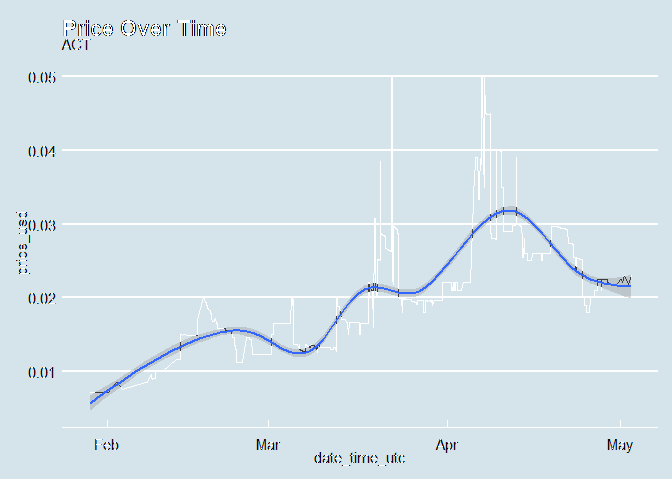 Price Over Time
ACT
0.05
0.04
0.03
0.02
0.01
price_usd
Feb
Mar
Apr
May
date_time_utc